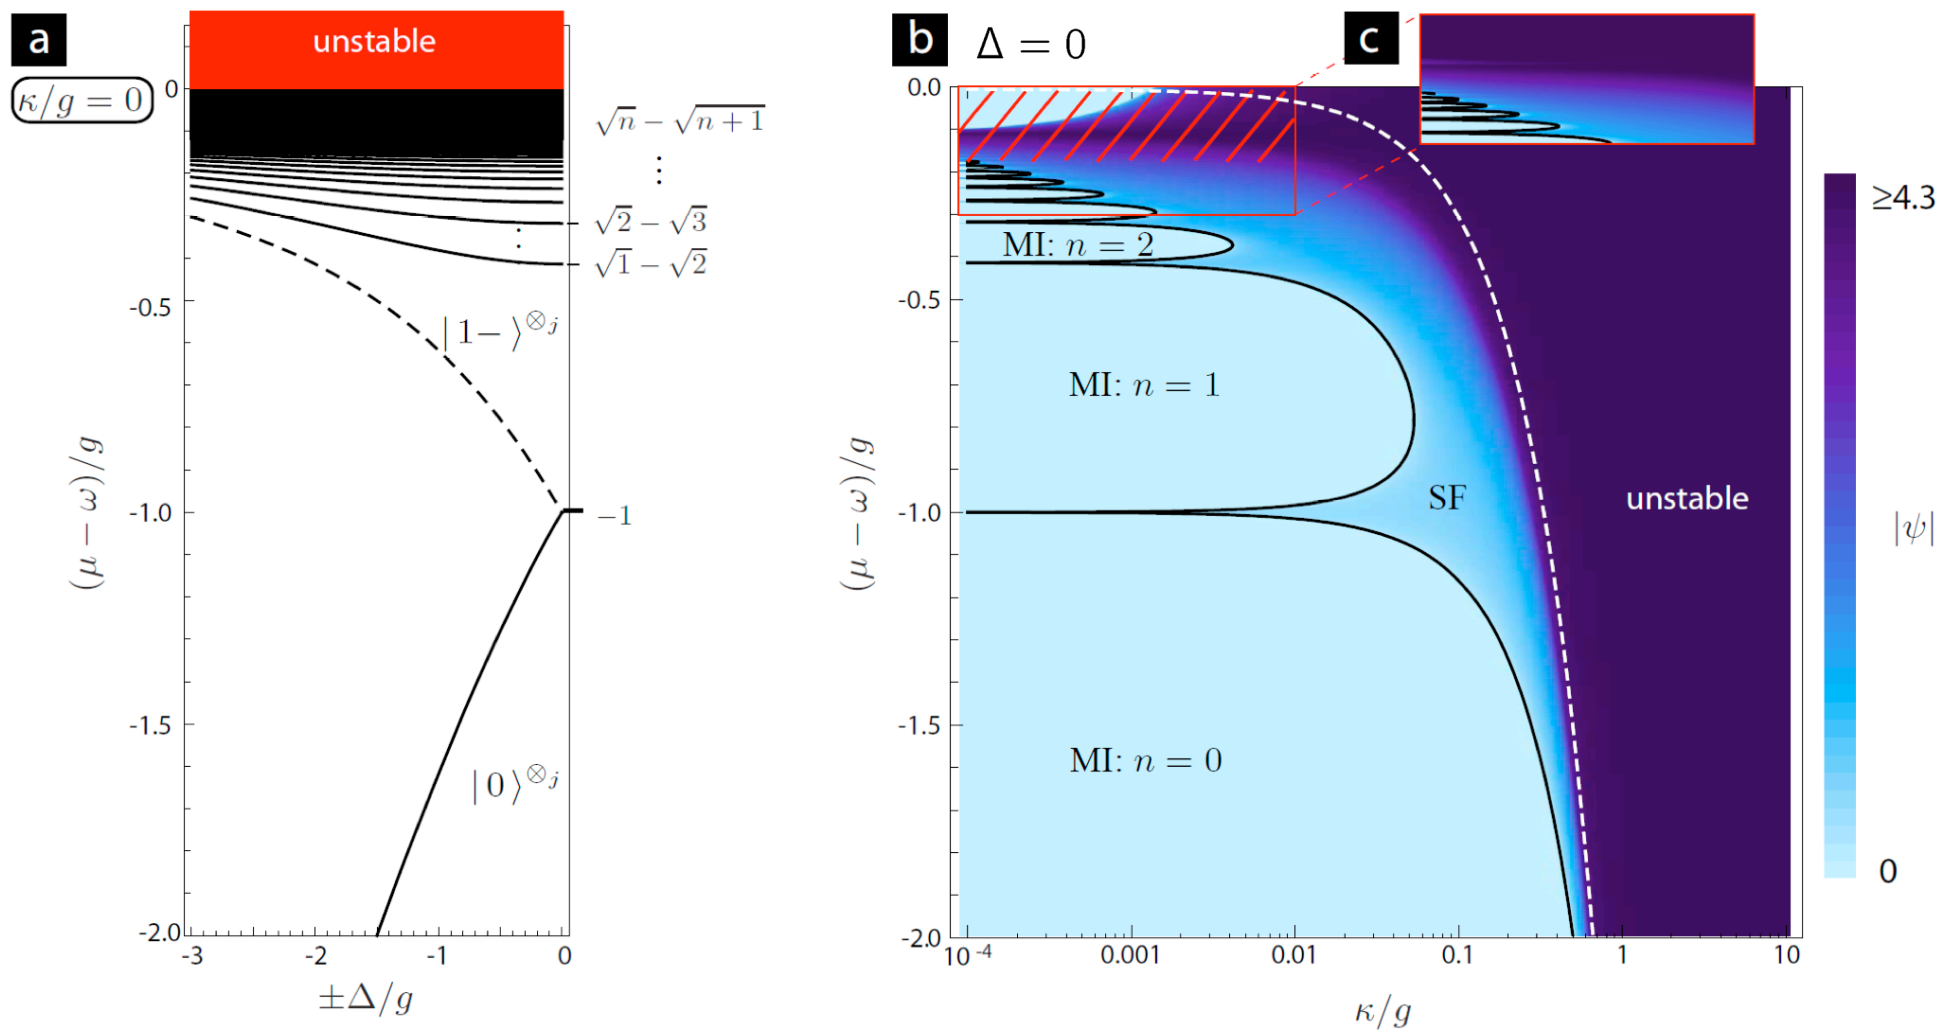 a
unstable
κ/g = 0
0
-0.5
-1.0
-1.5
-2.0
(μ − ω)/g
√n − √n + 1
⋮
√2 − √3
√1 − √2
⋮
| 1− ⟩⊗j
−1
| 0 ⟩⊗j
-3
-2
-1
0
±Δ/g
b
Δ = 0
c
0.0
-0.5
-1.0
-1.5
-2.0
(μ − ω)/g
MI: n = 2
MI: n = 1
SF
unstable
MI: n = 0
10-4
0.001
0.01
0.1
1
10
κ/g
≥4.3
|ψ|
0